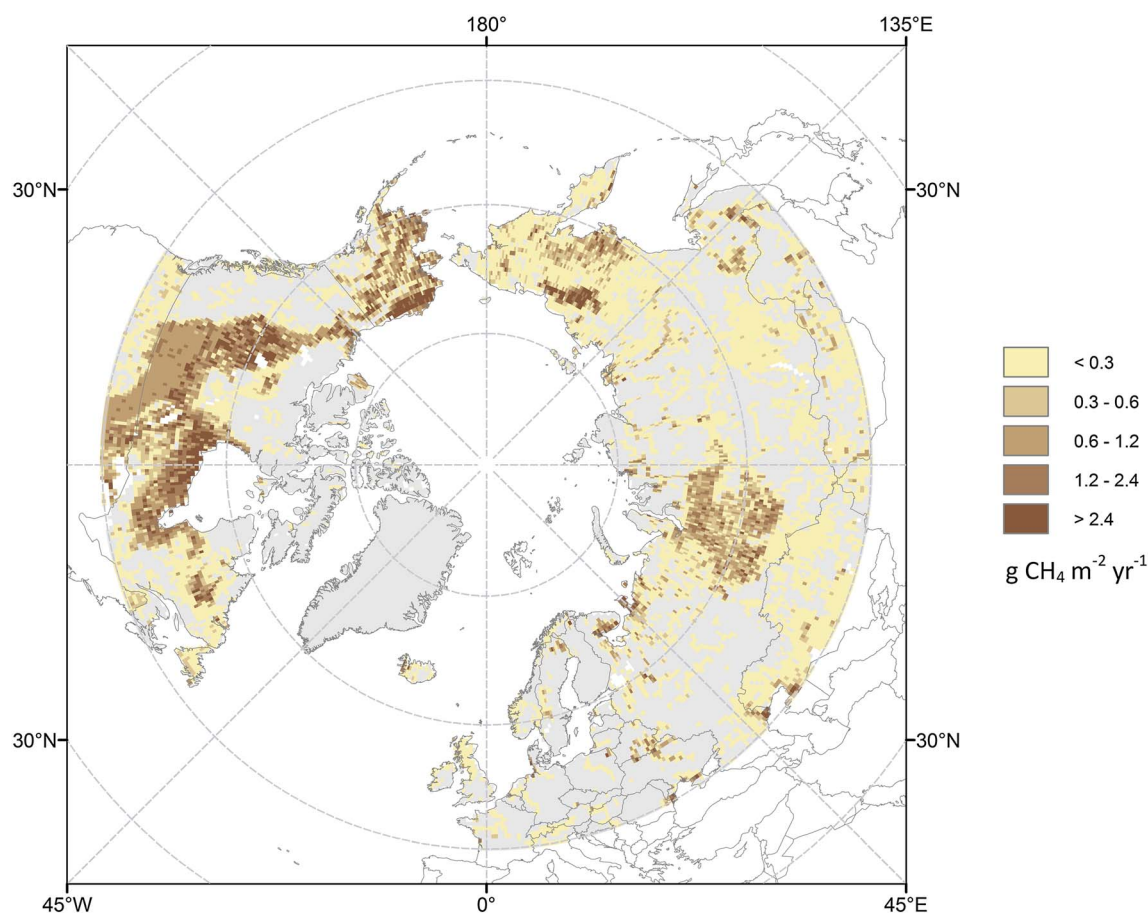 180°
135°E
30°N
30°N
< 0.3
0.3 - 0.6
0.6 - 1.2
1.2 - 2.4
> 2.4
g CH₄ m⁻² yr⁻¹
30°N
30°N
45°W
0°
45°E